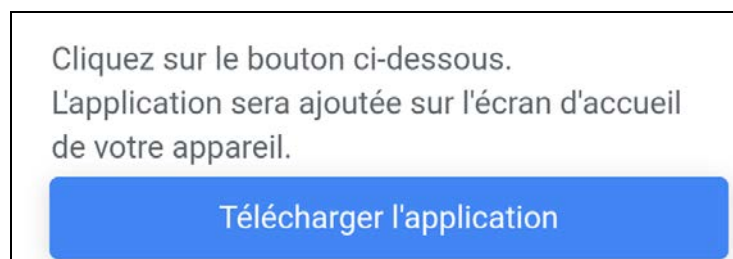 Cliquez sur le bouton ci-dessous.
L'application sera ajoutée sur l'écran d'accueil
de votre appareil.
Télécharger l'application